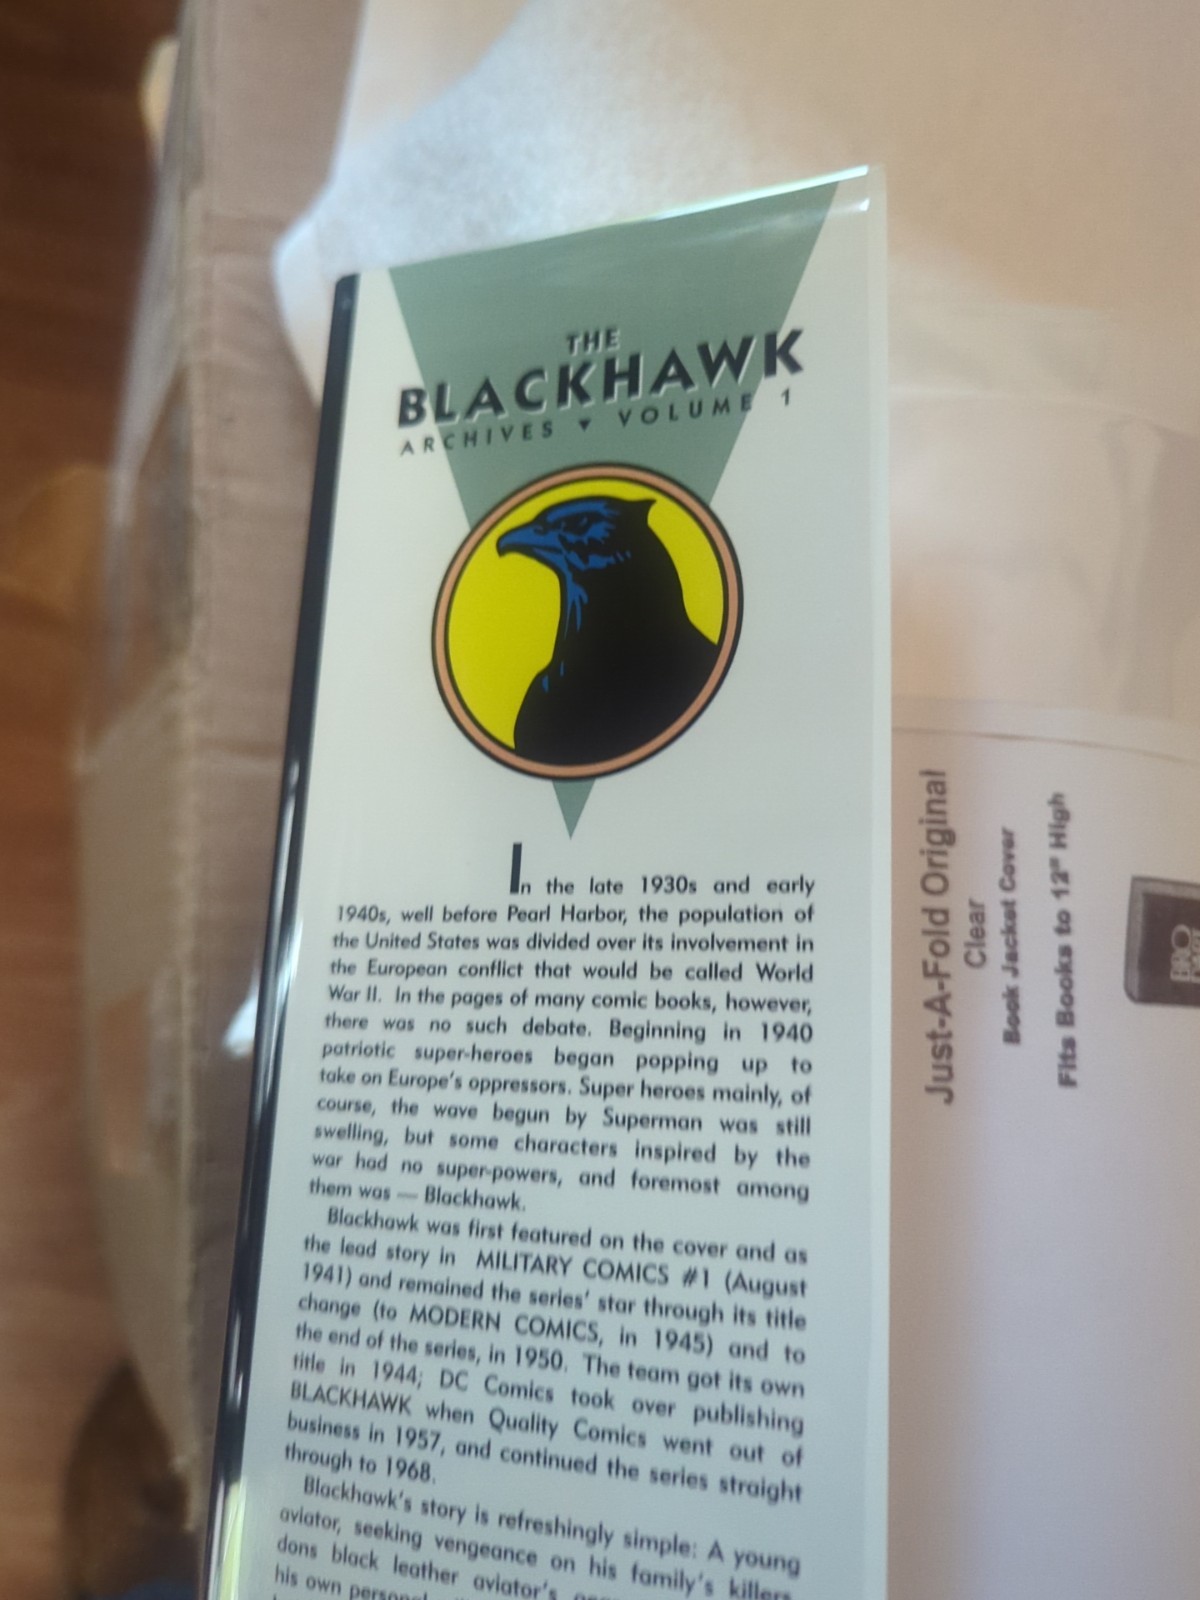 THE
BLACKHAWK
ARCHIVES ▼ VOLUME 1
In the late 1930s and early
1940s, well before Pearl Harbor, the population of
the United States was divided over its involvement in
the European conflict that would be called World
War II. In the pages of many comic books, however,
there was no such debate. Beginning in 1940
patriotic super-heroes began popping up to
take on Europe's oppressors. Super heroes mainly, of
course, the wave begun by Superman was still
swelling, but some characters inspired by the
war had no super-powers, and foremost among
them was — Blackhawk.
Blackhawk was first featured on the cover and as
the lead story in MILITARY COMICS #1 (August
1941) and remained the series' star through its title
change (to MODERN COMICS, in 1945) and to
the end of the series, in 1950. The team got its own
title in 1944; DC Comics took over publishing
BLACKHAWK when Quality Comics went out of
business in 1957, and continued the series straight
through to 1968.
Blackhawk's story is refreshingly simple: A young
aviator, seeking vengeance on his family's killers,
dons black leather aviator's
his own
Just-A-Fold Original
Clear
Book Jacket Cover
Fits Books to 12" High